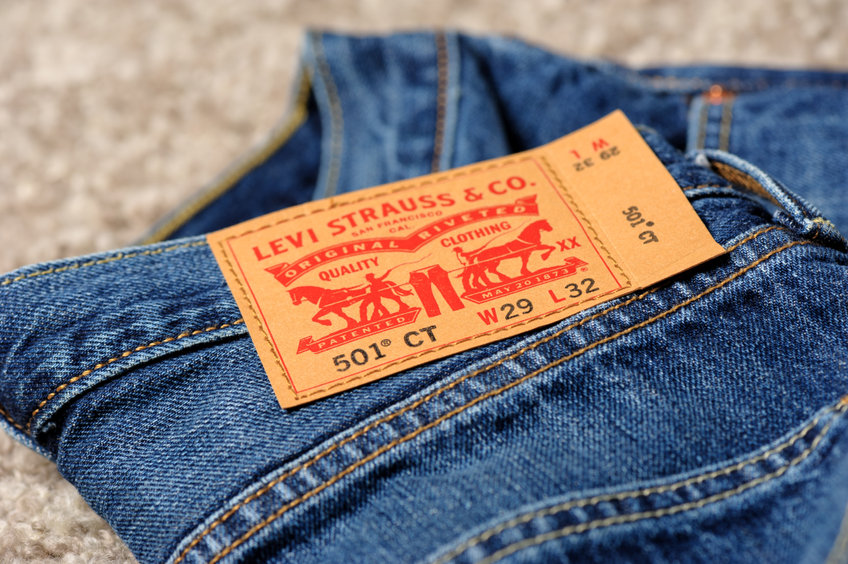 LEVI STRAUSS & CO.
SAN FRANCISCO
CAL.
ORIGINAL RIVETED
QUALITY CLOTHING
XX
PATENTED MAY 20 1873
501® CT W29 L32
W L
29 32
501® CT